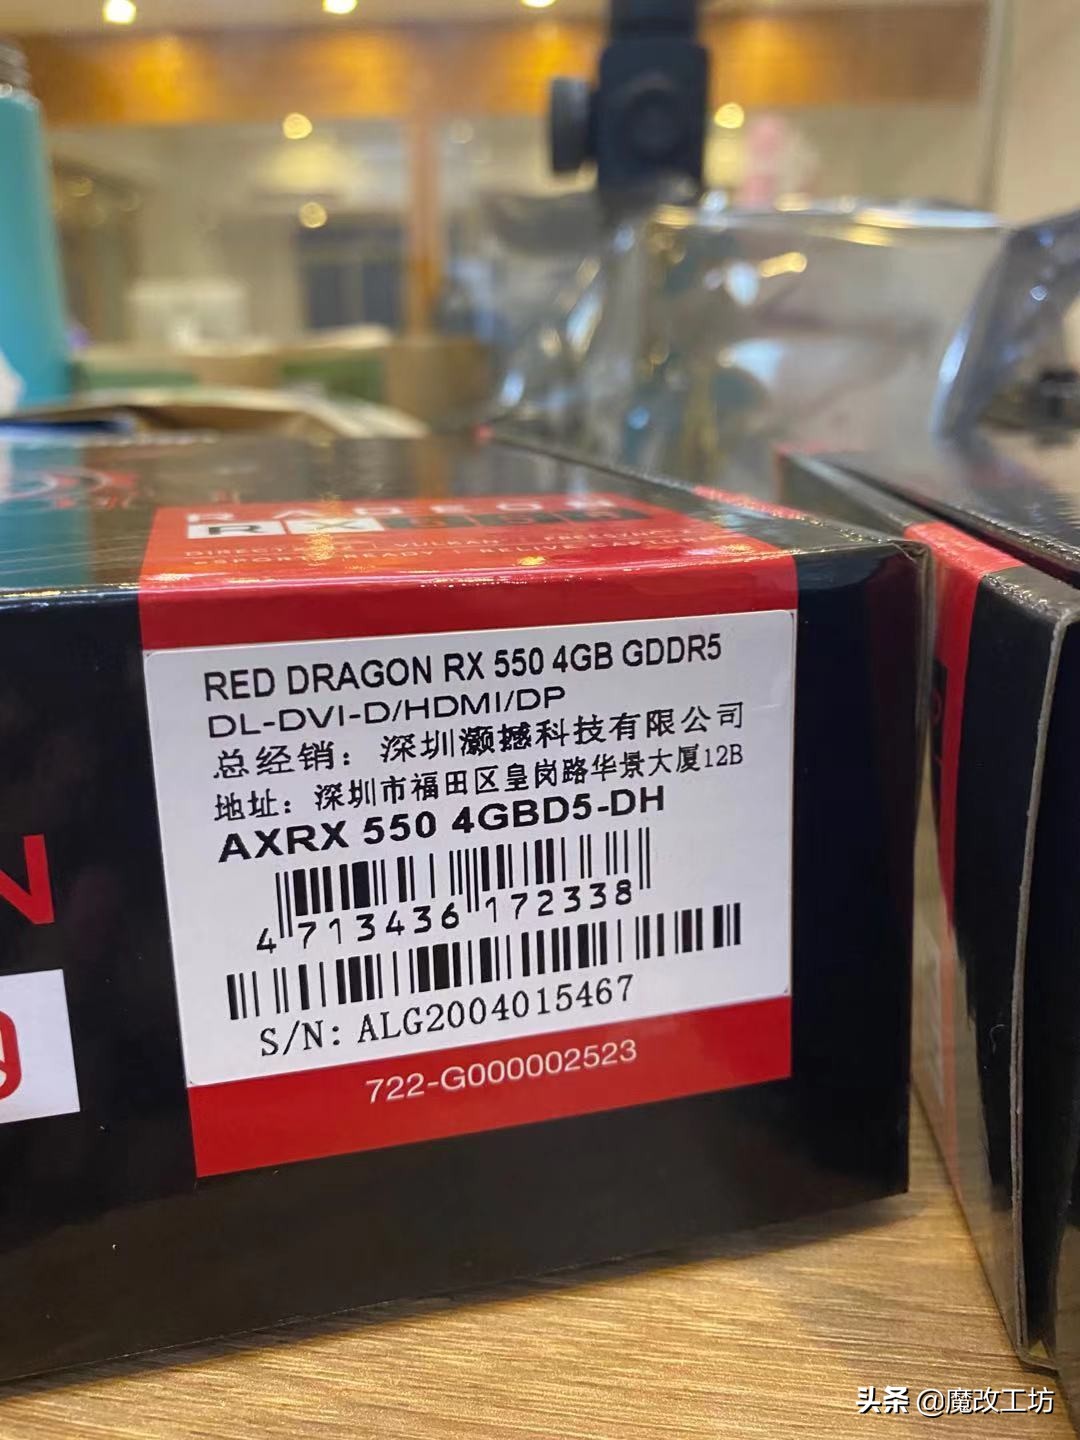 RADEON
RX 550
RED DRAGON RX 550 4GB GDDR5
DL-DVI-D/HDMI/DP
总经销：深圳灏撼科技有限公司
地址：深圳市福田区皇岗路华景大厦12B
AXRX 550 4GBD5-DH
4 713436 172338
S/N: ALG2004015467
722-G000002523
N
头条 @魔改工坊